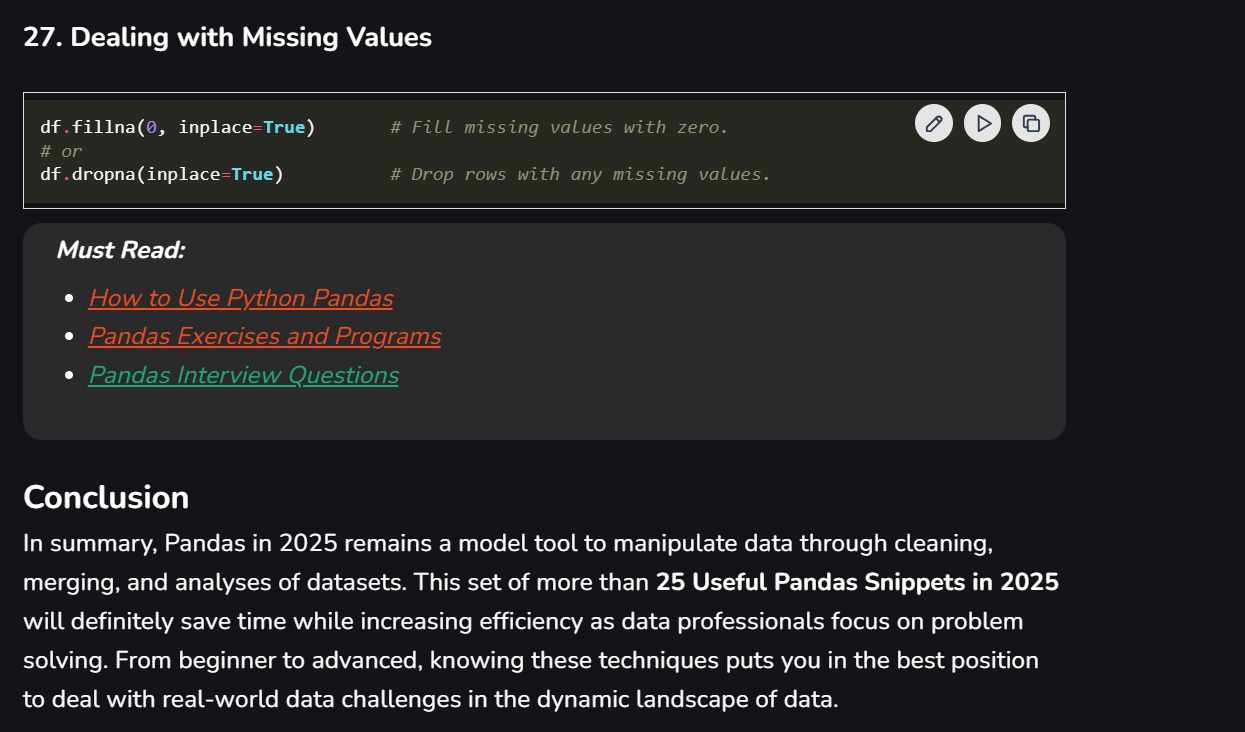 27. Dealing with Missing Values
df.fillna(0, inplace=True)       # Fill missing values with zero.
# or
df.dropna(inplace=True)          # Drop rows with any missing values.
Must Read:
• How to Use Python Pandas
• Pandas Exercises and Programs
• Pandas Interview Questions
Conclusion
In summary, Pandas in 2025 remains a model tool to manipulate data through cleaning,
merging, and analyses of datasets. This set of more than 25 Useful Pandas Snippets in 2025
will definitely save time while increasing efficiency as data professionals focus on problem
solving. From beginner to advanced, knowing these techniques puts you in the best position
to deal with real-world data challenges in the dynamic landscape of data.